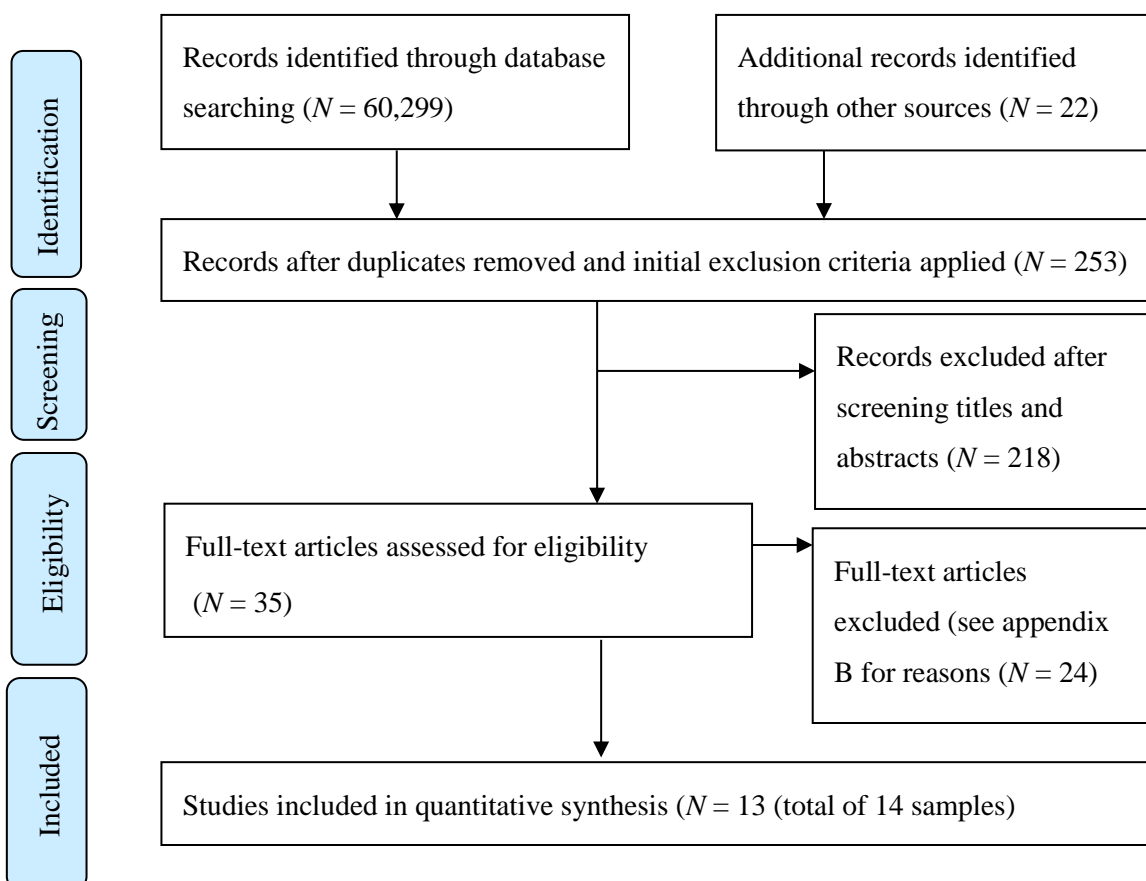 Identification
Records identified through database
searching (N = 60,299)
Additional records identified
through other sources (N = 22)
Records after duplicates removed and initial exclusion criteria applied (N = 253)
Screening
Records excluded after
screening titles and
abstracts (N = 218)
Eligibility
Full-text articles assessed for eligibility
(N = 35)
Full-text articles
excluded (see appendix
B for reasons (N = 24)
Included
Studies included in quantitative synthesis (N = 13 (total of 14 samples)